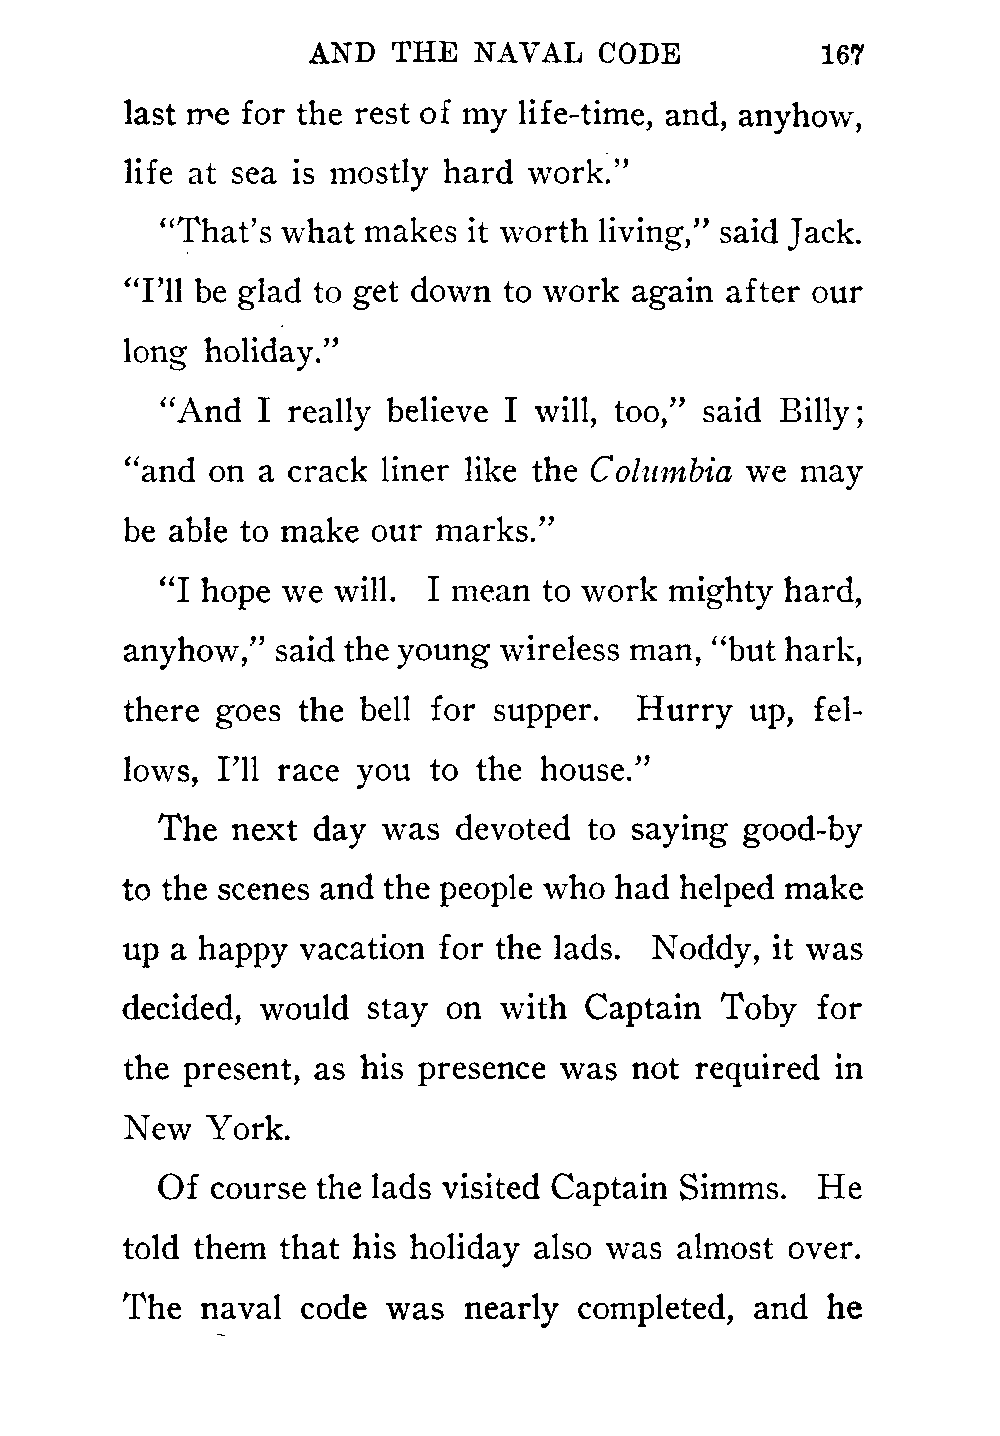 AND THE NAVAL CODE 167
last me for the rest of my life-time, and, anyhow,
life at sea is mostly hard work."
"That's what makes it worth living," said Jack.
"I'll be glad to get down to work again after our
long holiday."
"And I really believe I will, too," said Billy;
"and on a crack liner like the Columbia we may
be able to make our marks."
"I hope we will. I mean to work mighty hard,
anyhow," said the young wireless man, "but hark,
there goes the bell for supper. Hurry up, fel-
lows, I'll race you to the house."
The next day was devoted to saying good-by
to the scenes and the people who had helped make
up a happy vacation for the lads. Noddy, it was
decided, would stay on with Captain Toby for
the present, as his presence was not required in
New York.
Of course the lads visited Captain Simms. He
told them that his holiday also was almost over.
The naval code was nearly completed, and he